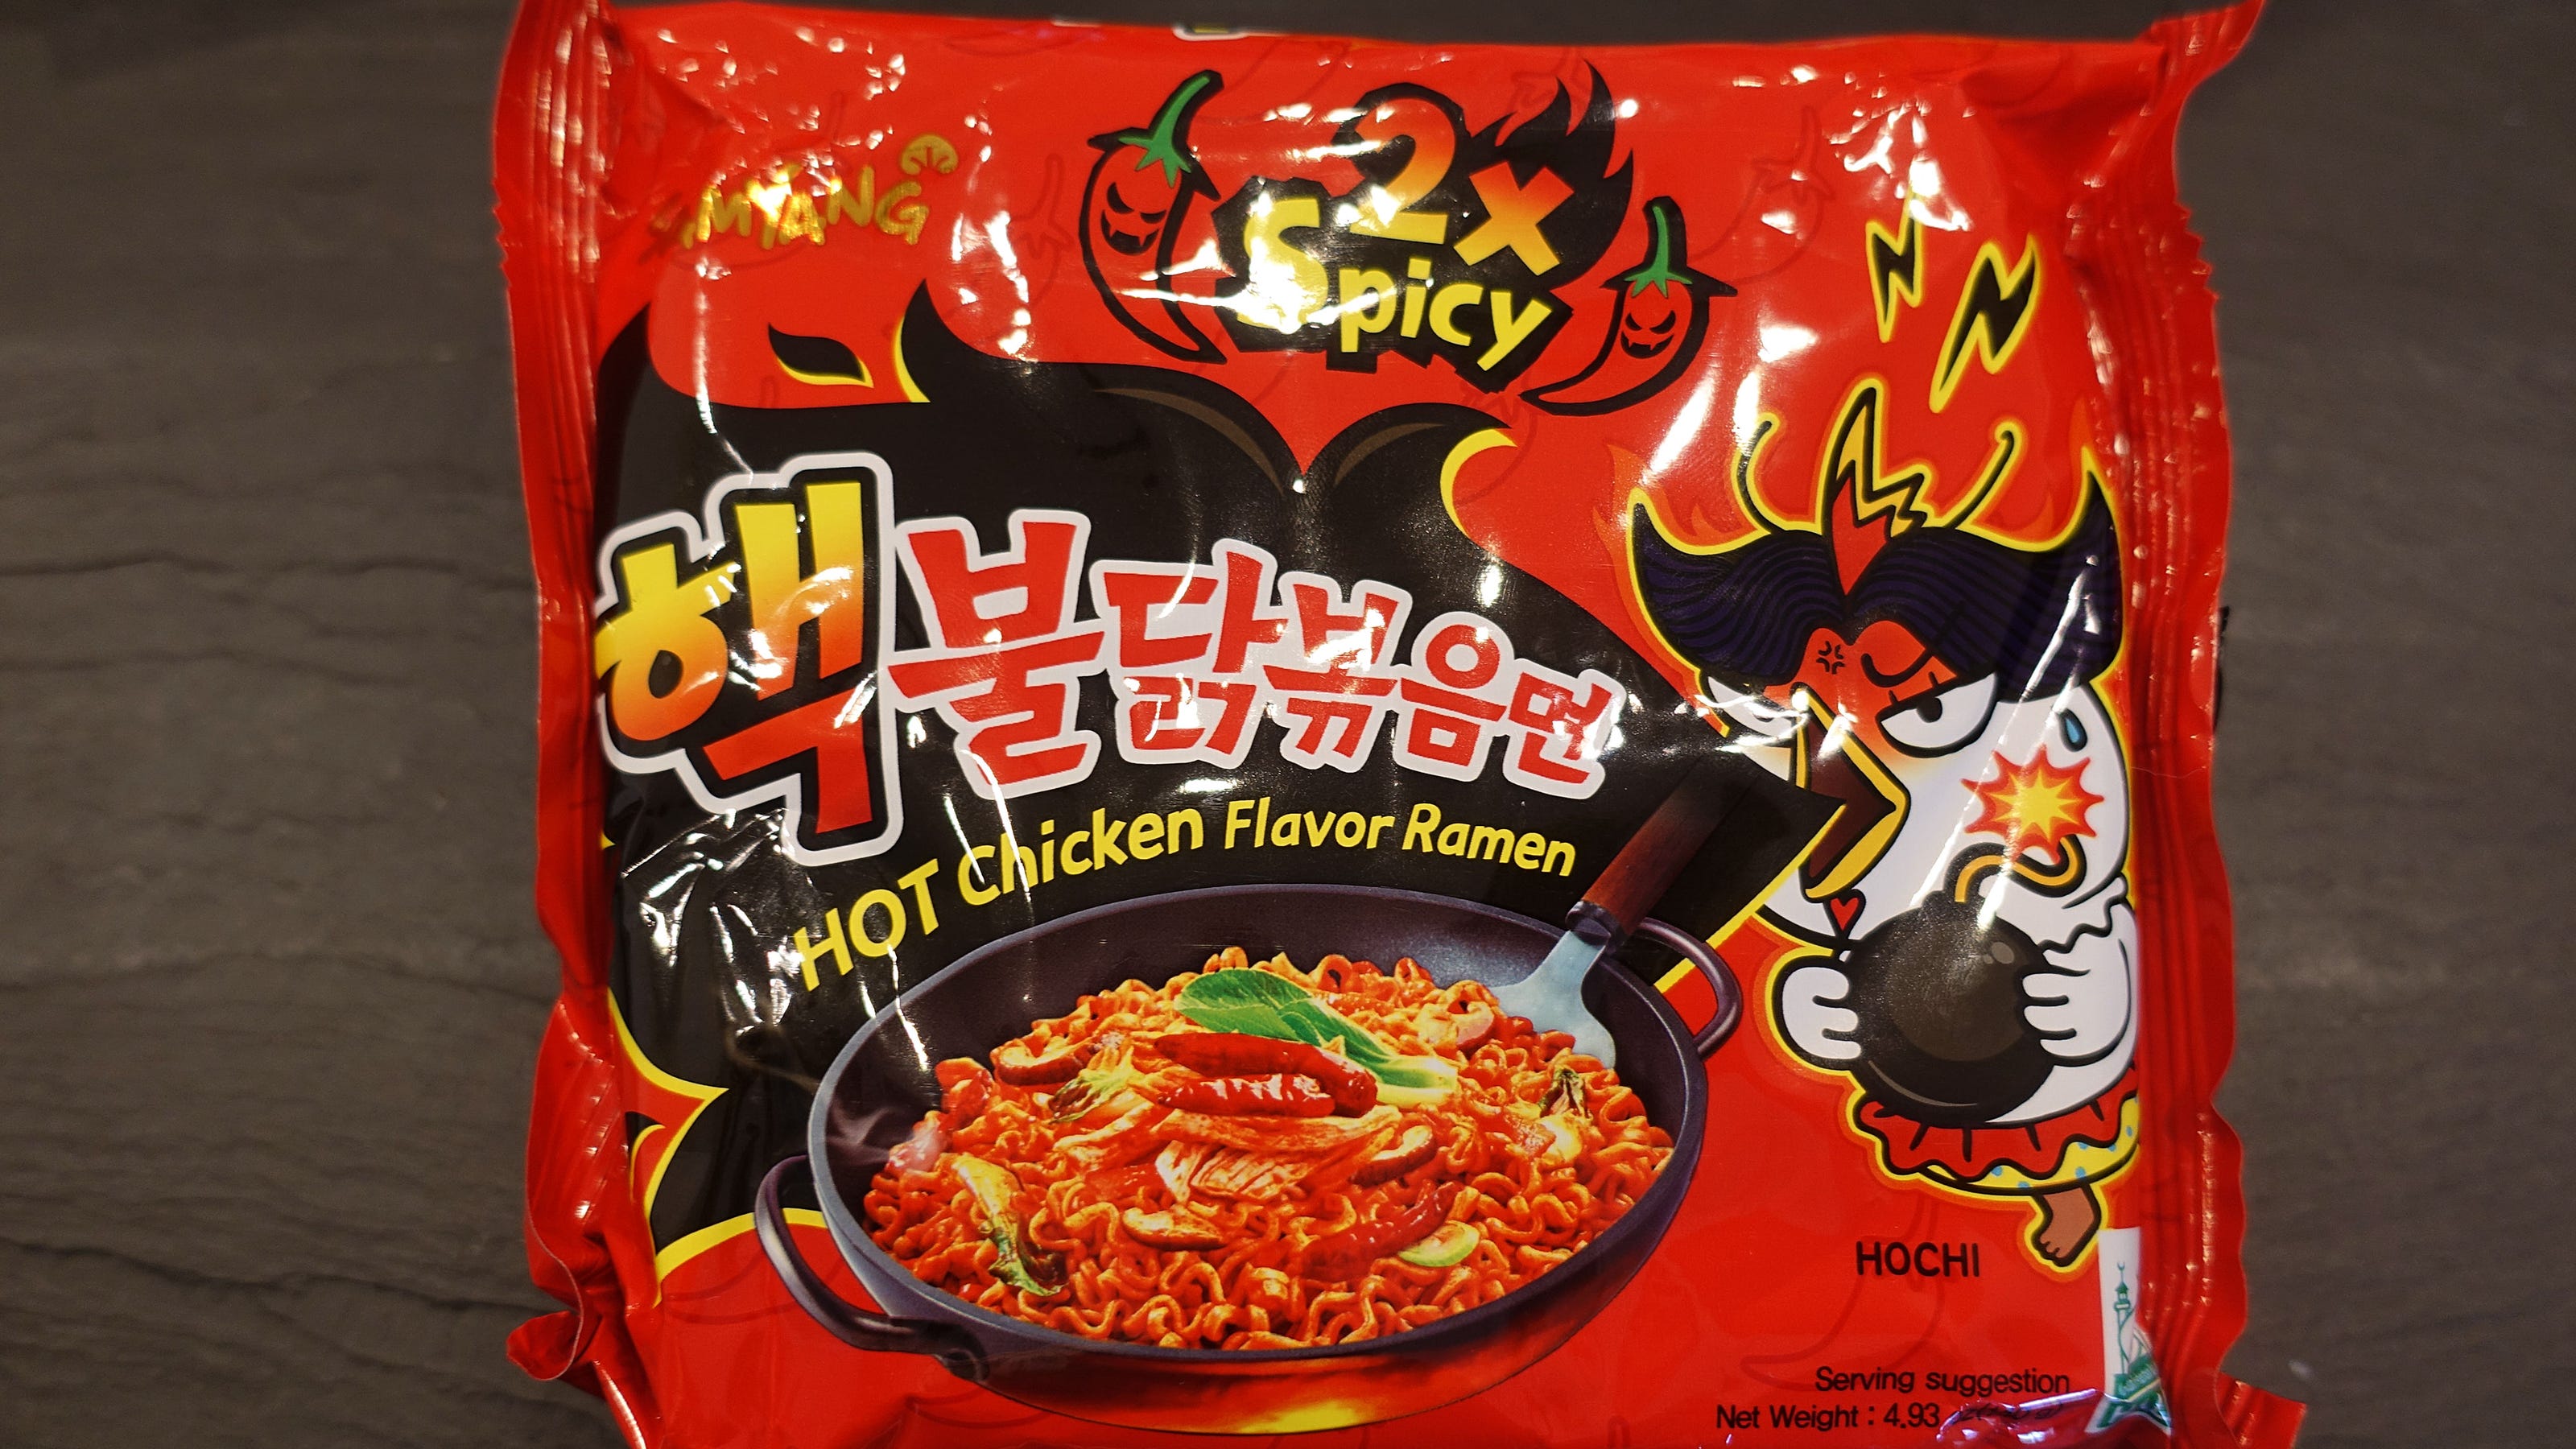 2x
Spicy
핵불닭볶음면
HOT Chicken Flavor Ramen
HOCHI
Serving suggestion
Net Weight : 4.93